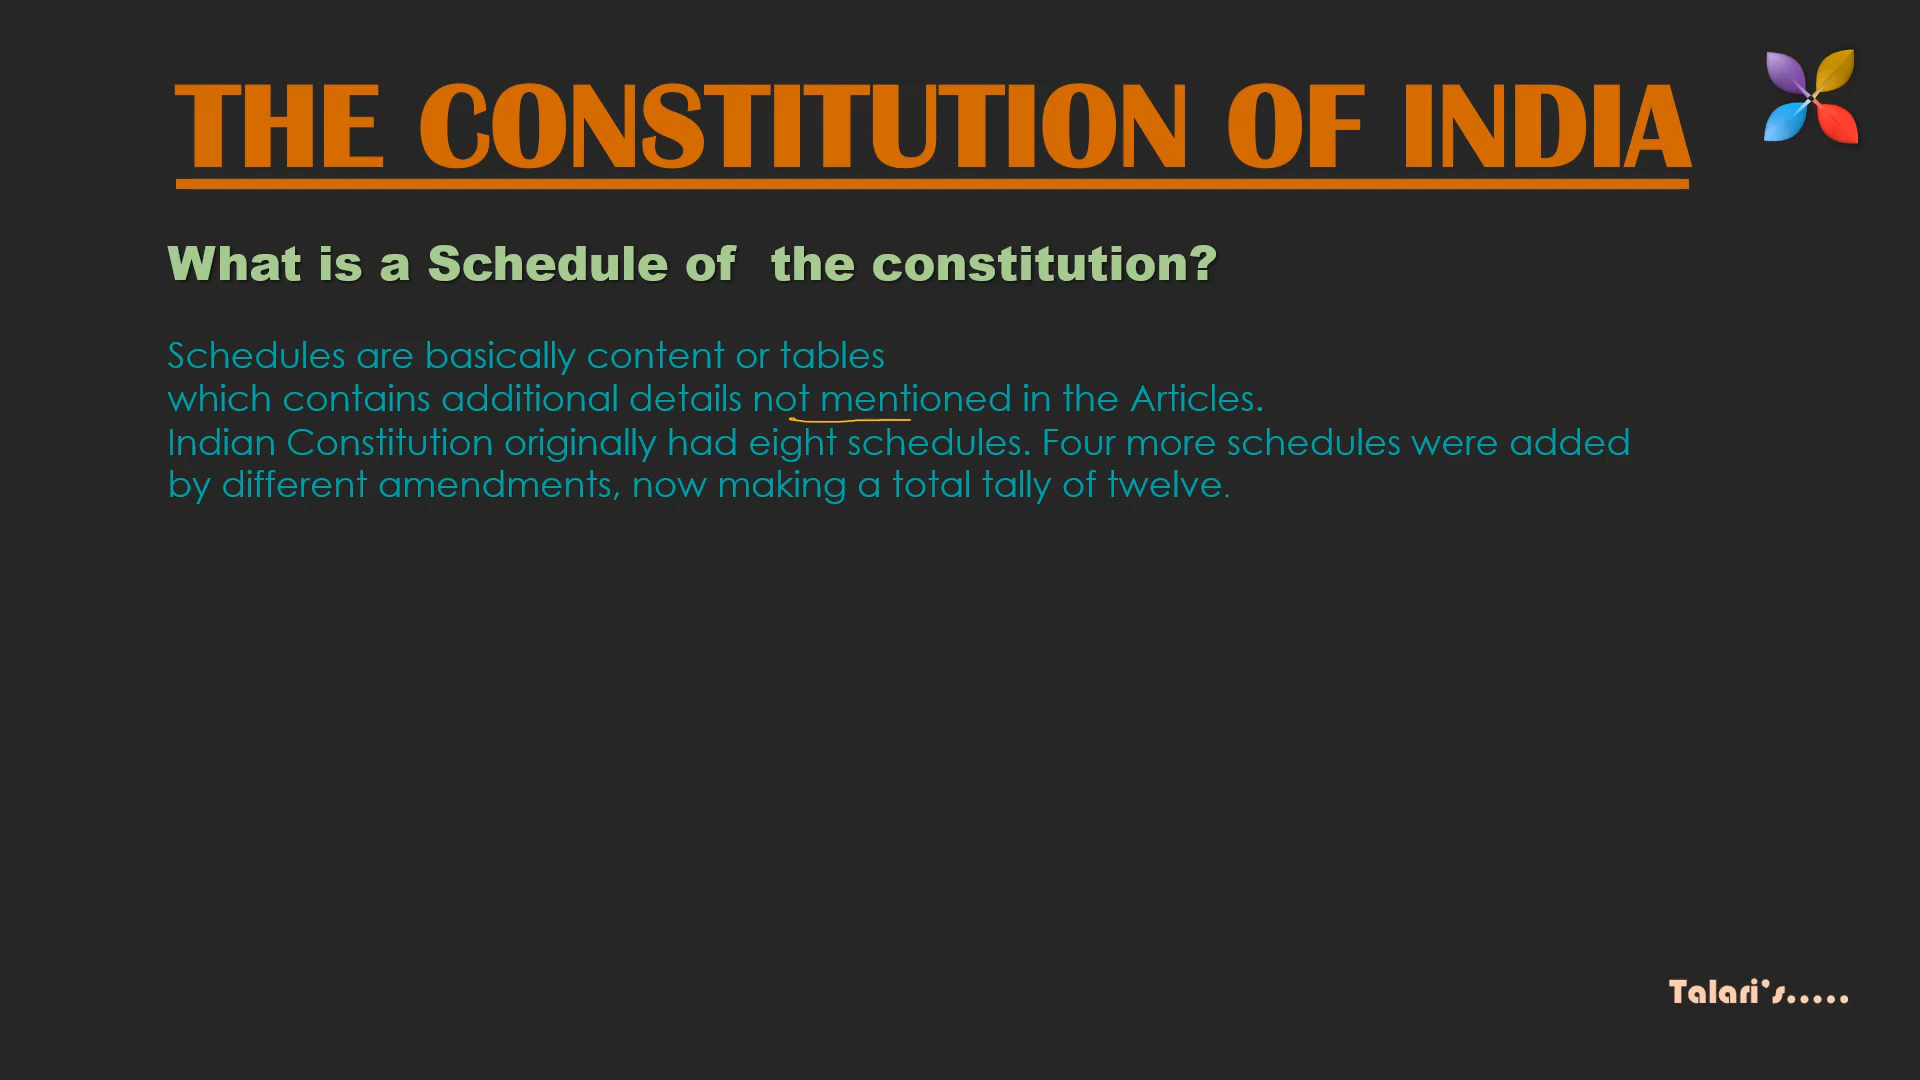 THE CONSTITUTION OF INDIA
What is a Schedule of  the constitution?
Schedules are basically content or tables
which contains additional details not mentioned in the Articles.
Indian Constitution originally had eight schedules. Four more schedules were added
by different amendments, now making a total tally of twelve.
Talari's.....